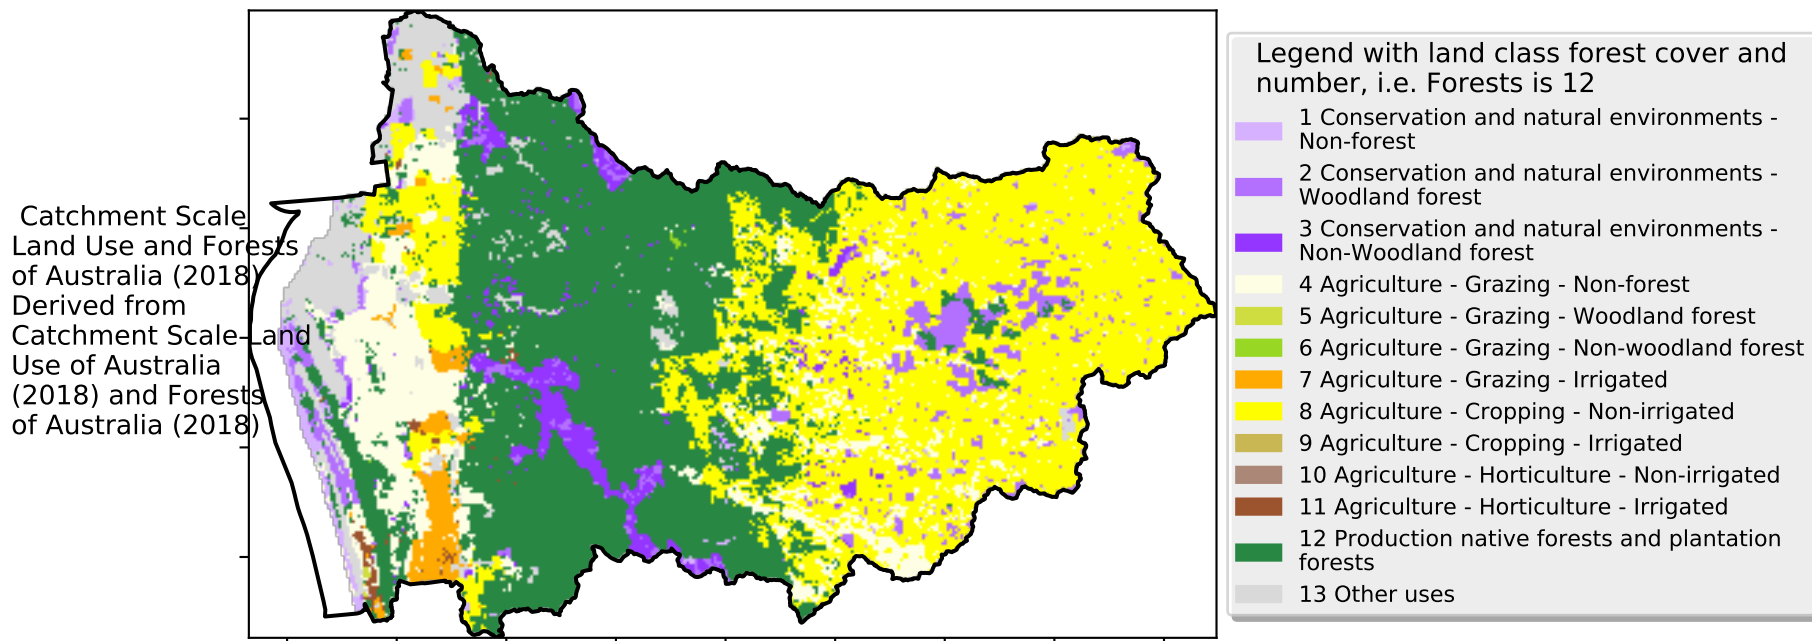 Catchment Scale
Land Use and Forests
of Australia (2018)
Derived from
Catchment Scale Land
Use of Australia
(2018) and Forests
of Australia (2018)
Legend with land class forest cover and
number, i.e. Forests is 12
1 Conservation and natural environments -
Non-forest
2 Conservation and natural environments -
Woodland forest
3 Conservation and natural environments -
Non-Woodland forest
4 Agriculture - Grazing - Non-forest
5 Agriculture - Grazing - Woodland forest
6 Agriculture - Grazing - Non-woodland forest
7 Agriculture - Grazing - Irrigated
8 Agriculture - Cropping - Non-irrigated
9 Agriculture - Cropping - Irrigated
10 Agriculture - Horticulture - Non-irrigated
11 Agriculture - Horticulture - Irrigated
12 Production native forests and plantation
forests
13 Other uses